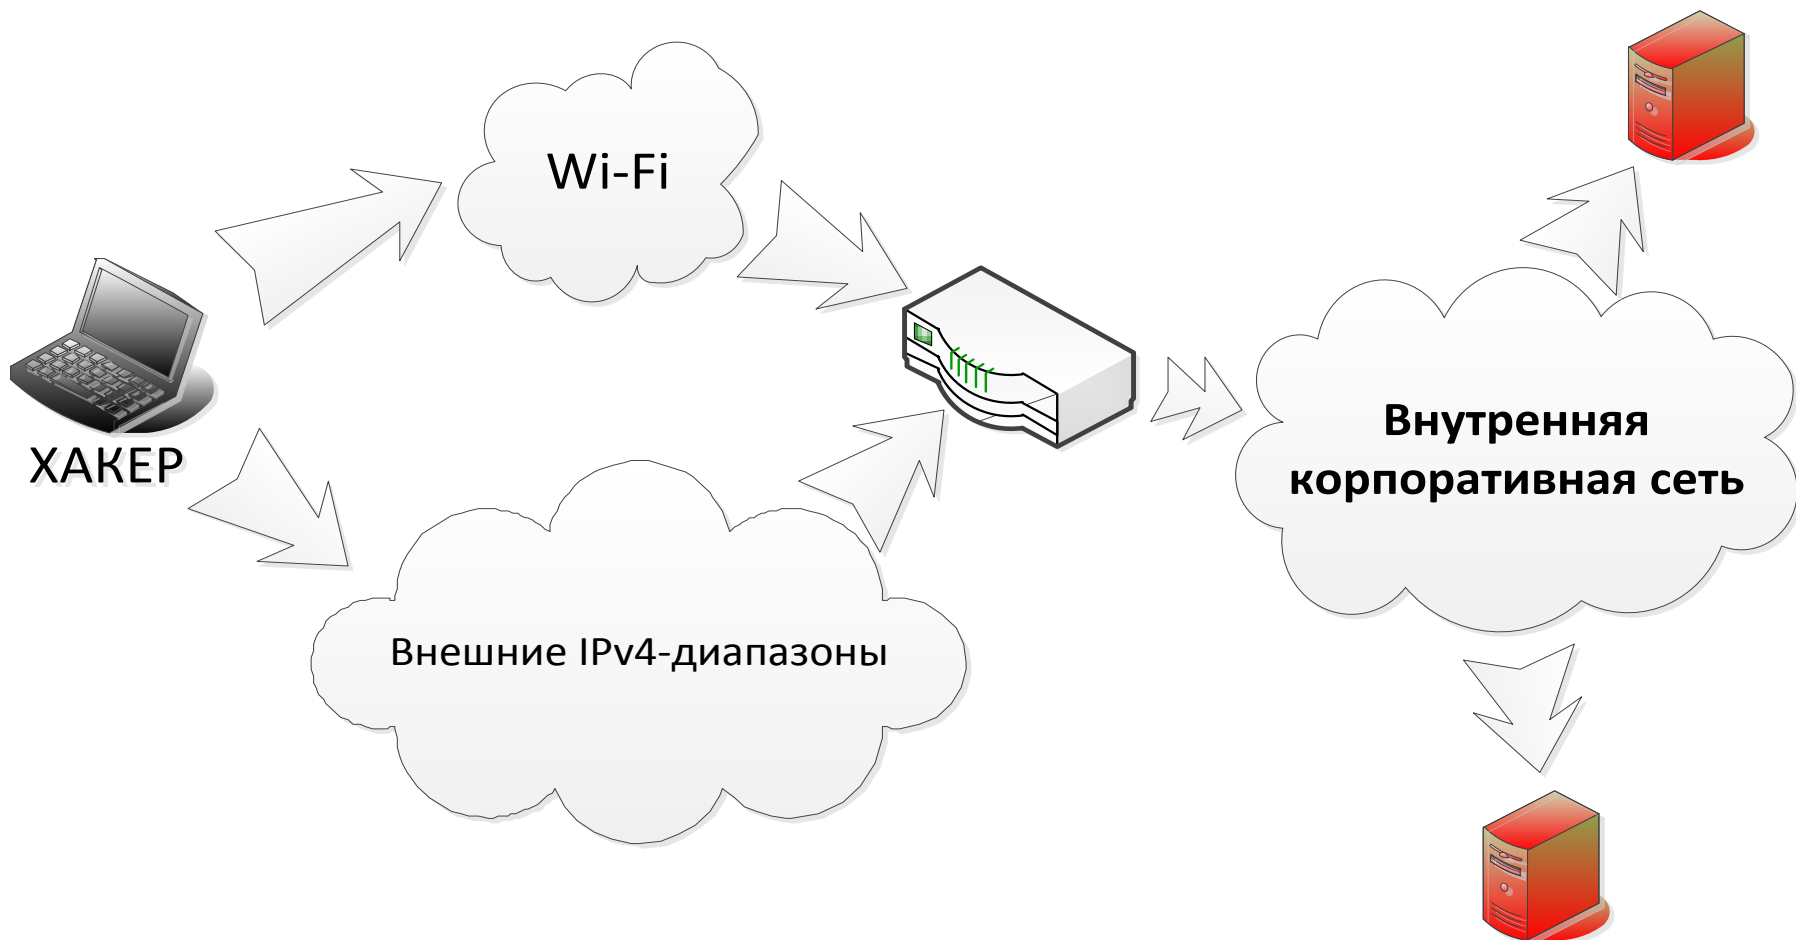 Wi-Fi
ХАКЕР
Внутренняя
корпоративная сеть
Внешние IPv4-диапазоны